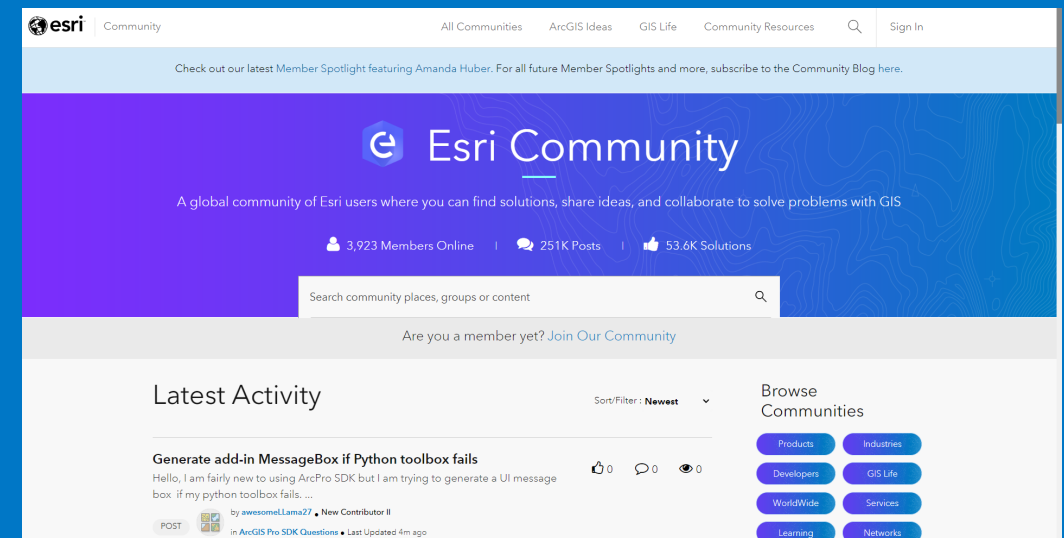 esri Community All Communities ArcGIS Ideas GIS Life Community Resources Sign In
Check out our latest Member Spotlight featuring Amanda Huber. For all future Member Spotlights and more, subscribe to the Community Blog here.
Esri Community
A global community of Esri users where you can find solutions, share ideas, and collaborate to solve problems with GIS
3,923 Members Online | 251K Posts | 53.6K Solutions
Search community places, groups or content
Are you a member yet? Join Our Community
Latest Activity
Sort/Filter : Newest
Generate add-in MessageBox if Python toolbox fails
Hello, I am fairly new to using ArcPro SDK but I am trying to generate a UI message
box if my python toolbox fails. ...
0 0 0
POST
by awesomeLLama27 • New Contributor II
in ArcGIS Pro SDK Questions • Last Updated 4m ago
Browse
Communities
Products Industries
Developers GIS Life
WorldWide Services
Learning Networks